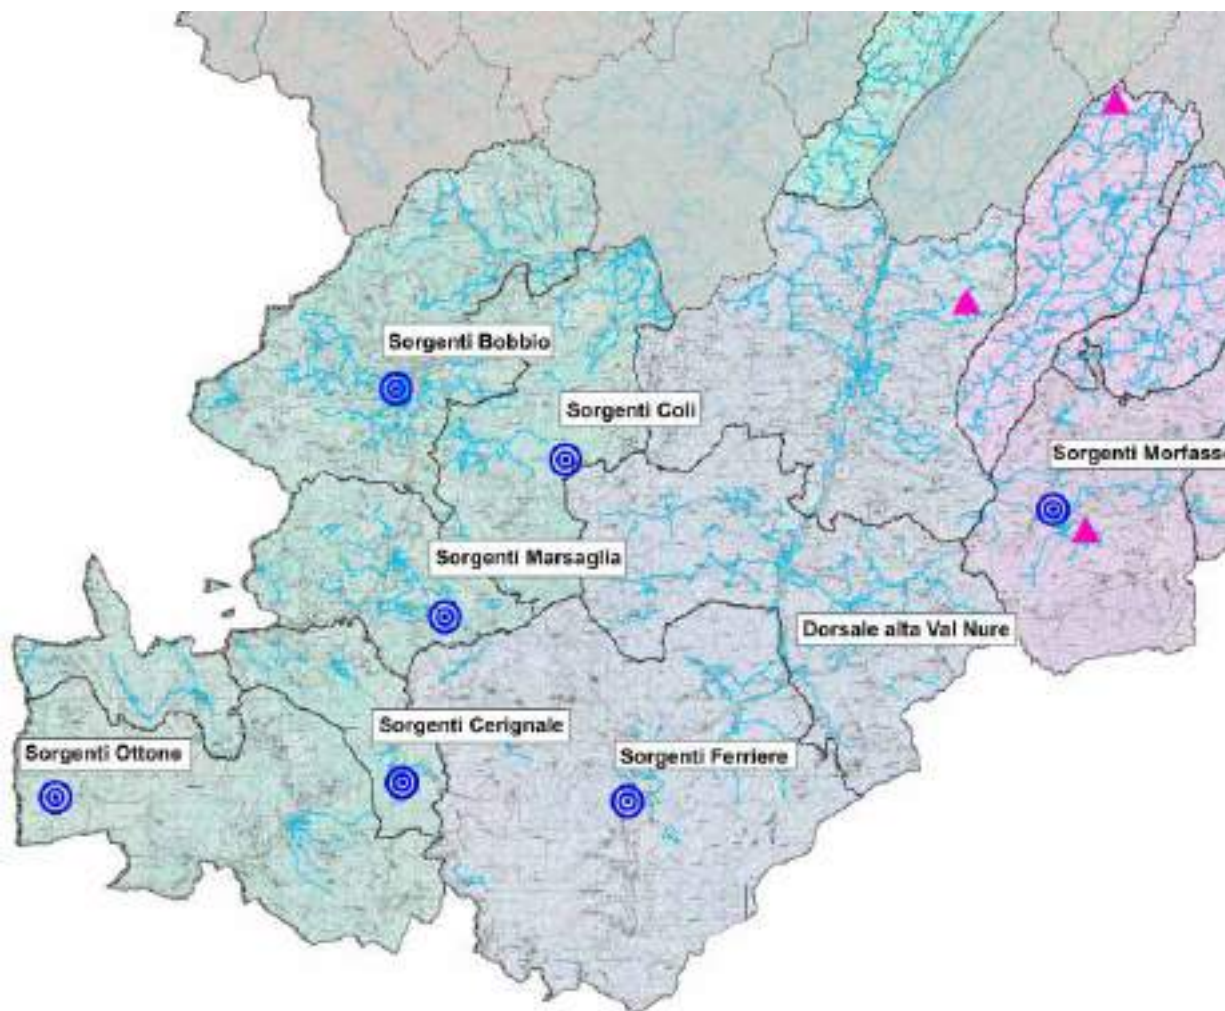 Sorgenti Bobbio
Sorgenti Coli
Sorgenti Morfasso
Sorgenti Marsaglia
Dorsale alta Val Nure
Sorgenti Cerignale
Sorgenti Ottone
Sorgenti Ferriere